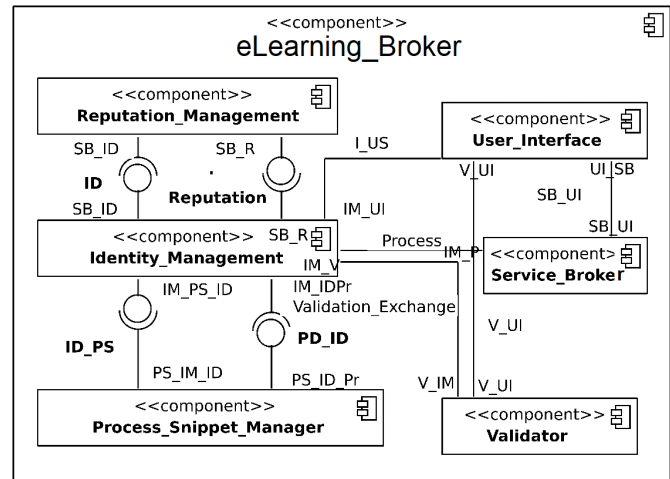 <<component>>
eLearning_Broker
<<component>>
Reputation_Management
<<component>>
User_Interface
SB_ID
SB_R
I_US
V_UI
UI_SB
ID
Reputation
SB_UI
SB_ID
IM_UI
SB_UI
<<component>>
Identity_Management
SB_R
Process
IM_P
<<component>
Service_Broker
IM_V
IM_PS_ID
IM_IDPr
Validation_Exchange
ID_PS
PD_ID
V_UI
PS_IM_ID
PS_ID_Pr
V_IM
V_UI
<<component>>
Process_Snippet_Manager
<<component>>
Validator